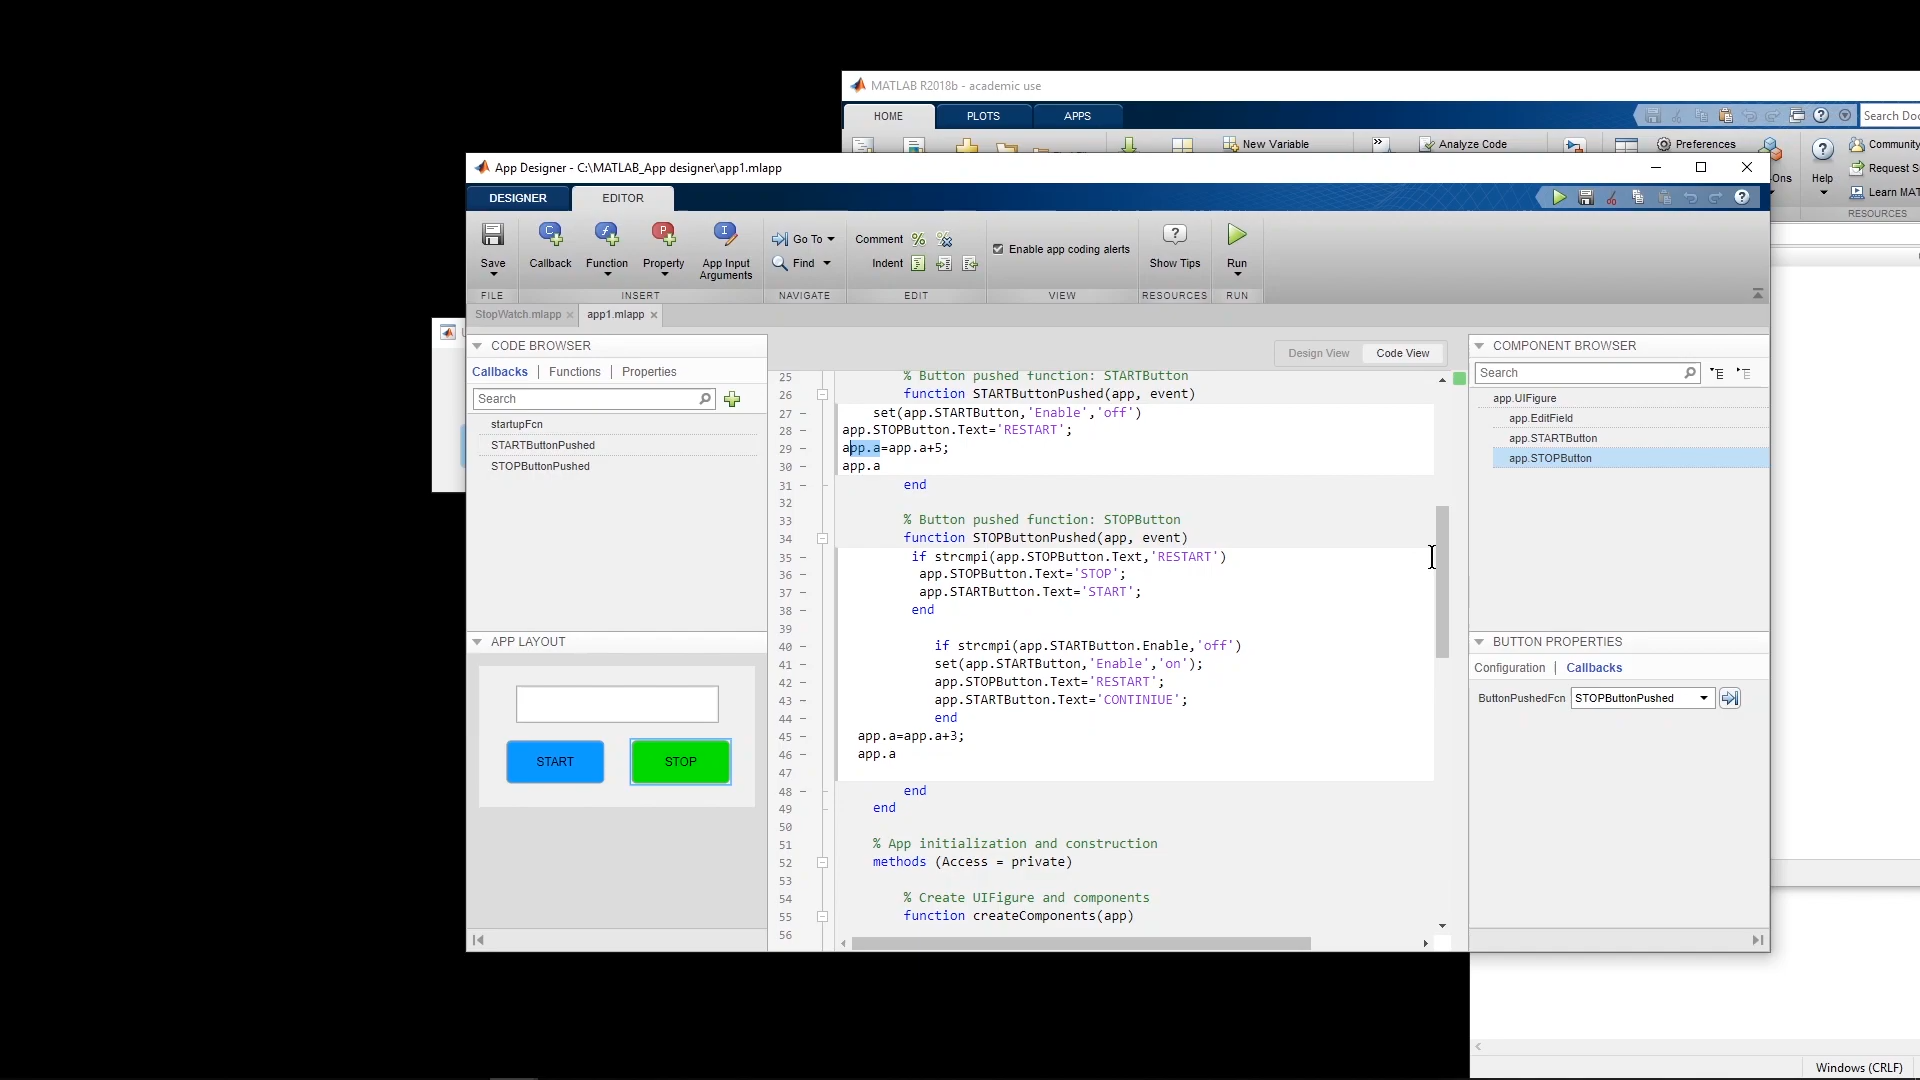 MATLAB R2018b - academic use
HOME PLOTS APPS
Search Doc
New Variable
Analyze Code
Preferences
Community
Request S
Learn MAT
Help
RESOURCES
App Designer - C:\MATLAB_App designer\app1.mlapp
DESIGNER EDITOR
Save Callback Function Property App Input Arguments
Go To
Find
Comment
Indent
Enable app coding alerts
Show Tips
Run
FILE INSERT NAVIGATE EDIT VIEW RESOURCES RUN
StopWatch.mlapp app1.mlapp
CODE BROWSER
Callbacks | Functions | Properties
Search
startupFcn
STARTButtonPushed
STOPButtonPushed
APP LAYOUT
START STOP
Design View Code View
25 % Button pushed function: STARTButton
26 function STARTButtonPushed(app, event)
27 set(app.STARTButton,'Enable','off')
28 app.STOPButton.Text='RESTART';
29 app.a=app.a+5;
30 app.a
31 end
32
33 % Button pushed function: STOPButton
34 function STOPButtonPushed(app, event)
35 if strcmpi(app.STOPButton.Text,'RESTART')
36 app.STOPButton.Text='STOP';
37 app.STARTButton.Text='START';
38 end
39
40 if strcmpi(app.STARTButton.Enable,'off')
41 set(app.STARTButton,'Enable','on');
42 app.STOPButton.Text='RESTART';
43 app.STARTButton.Text='CONTINIUE';
44 end
45 app.a=app.a+3;
46 app.a
47
48 end
49 end
50
51 % App initialization and construction
52 methods (Access = private)
53
54 % Create UIFigure and components
55 function createComponents(app)
56
COMPONENT BROWSER
Search
app.UIFigure
app.EditField
app.STARTButton
app.STOPButton
BUTTON PROPERTIES
Configuration | Callbacks
ButtonPushedFcn STOPButtonPushed
Windows (CRLF)